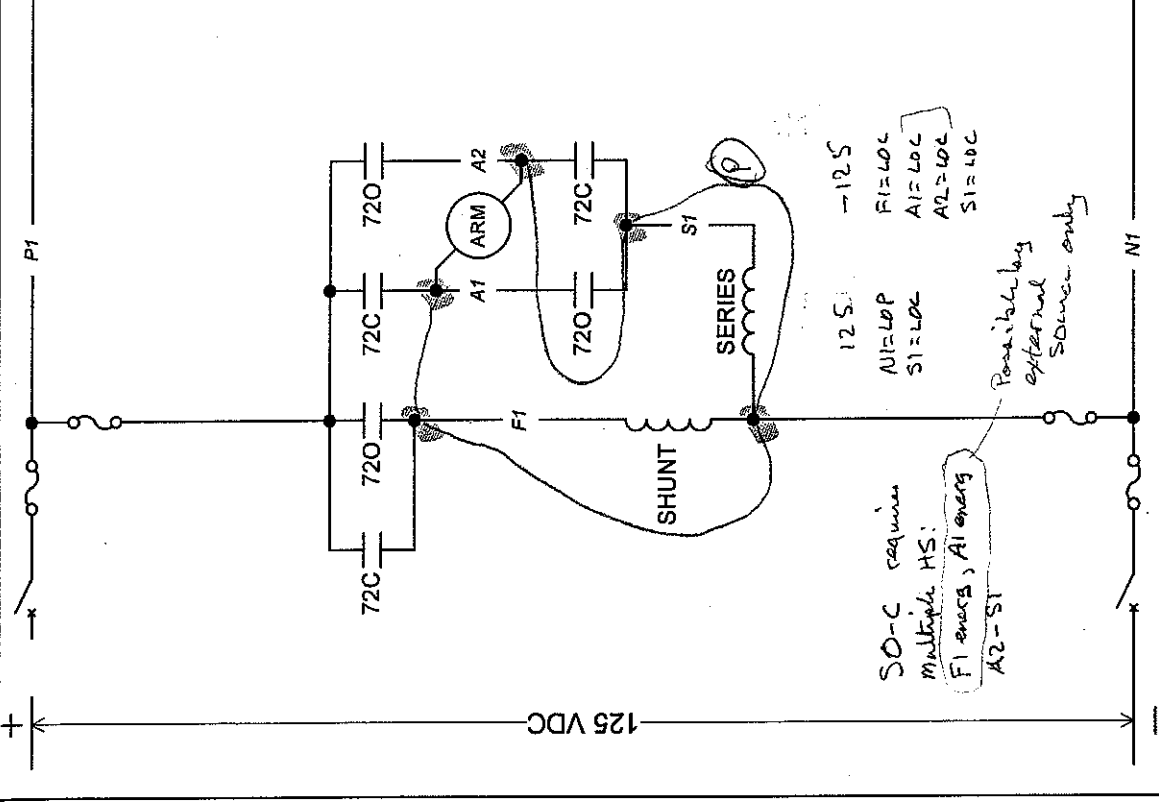 P1
72O
A2
72C
ARM
72C
A1
72O
S1
SERIES
72O
F1
SHUNT
72C
N1
+
125 VDC
−
P
125
N1=LOP
S1=LOC
-125
F1=LOC
A1=LOC
A2=LOC
S1=LOC
SO-C requires
Multiple HS:
F1 energ, A1 energ
A2-S1
Possible by
external
source only